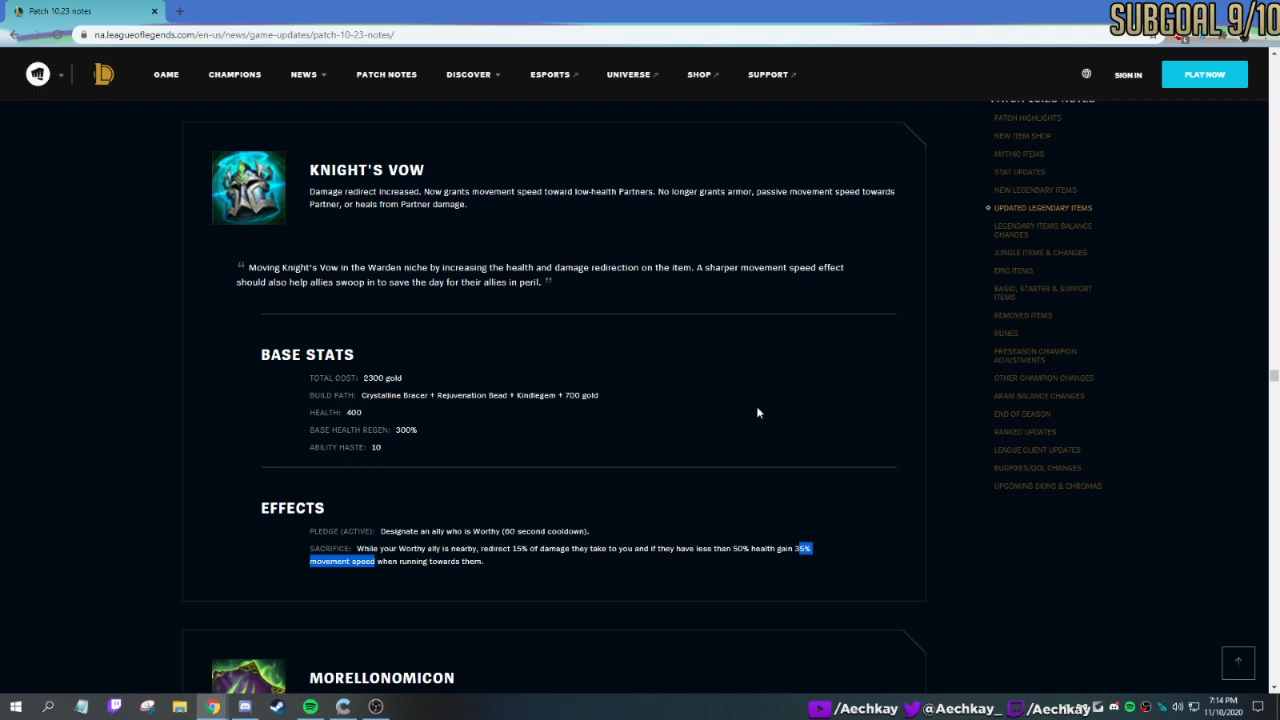 Patch 10.23 notes
SUBGOAL 9/10
na.leagueoflegends.com/en-us/news/game-updates/patch-10-23-notes/
GAME CHAMPIONS NEWS PATCH NOTES DISCOVER ESPORTS UNIVERSE SHOP SUPPORT SIGN IN PLAY NOW
PATCH 10.23 NOTES
PATCH HIGHLIGHTS
NEW ITEM SHOP
MYTHIC ITEMS
STAT UPDATES
NEW LEGENDARY ITEMS
UPDATED LEGENDARY ITEMS
LEGENDARY ITEMS BALANCE
CHANGES
JUNGLE ITEMS & CHANGES
EPIC ITEMS
BASIC, STARTER & SUPPORT
ITEMS
REMOVED ITEMS
RUNES
PRESEASON CHAMPION
ADJUSTMENTS
OTHER CHAMPION CHANGES
ARAM BALANCE CHANGES
END OF SEASON
RANKED UPDATES
LEAGUE CLIENT UPDATES
BUGFIXES/QOL CHANGES
UPCOMING SKINS & CHROMAS
KNIGHT'S VOW
Damage redirect increased. Now grants movement speed toward low-health Partners. No longer grants armor, passive movement speed towards
Partner, or heals from Partner damage.
“ Moving Knight's Vow in the Warden niche by increasing the health and damage redirection on the item. A sharper movement speed effect
should also help allies swoop in to save the day for their allies in peril. ”
BASE STATS
TOTAL COST: 2300 gold
BUILD PATH: Crystalline Bracer + Rejuvenation Bead + Kindlegem + 700 gold
HEALTH: 400
BASE HEALTH REGEN: 300%
ABILITY HASTE: 10
EFFECTS
PLEDGE (ACTIVE): Designate an ally who is Worthy (60 second cooldown).
SACRIFICE: While your Worthy ally is nearby, redirect 15% of damage they take to you and if they have less than 50% health gain 35%
movement speed when running towards them.
MORELLONOMICON
/Aechkay @Aechkay_ /Aechkay
7:14 PM
11/10/2020